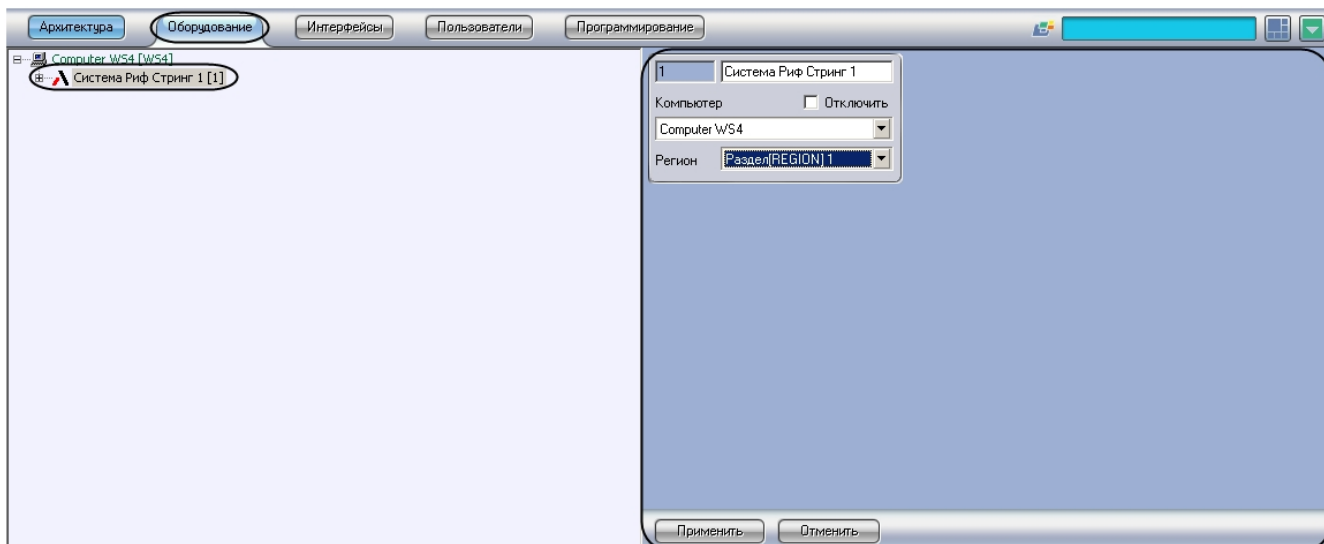 Архитектура Оборудование Интерфейсы Пользователи Программирование
Computer WS4 [WS4]
Система Риф Стринг 1 [1]
1 Система Риф Стринг 1
Компьютер Отключить
Computer WS4
Регион Раздел[REGION] 1
Применить Отменить